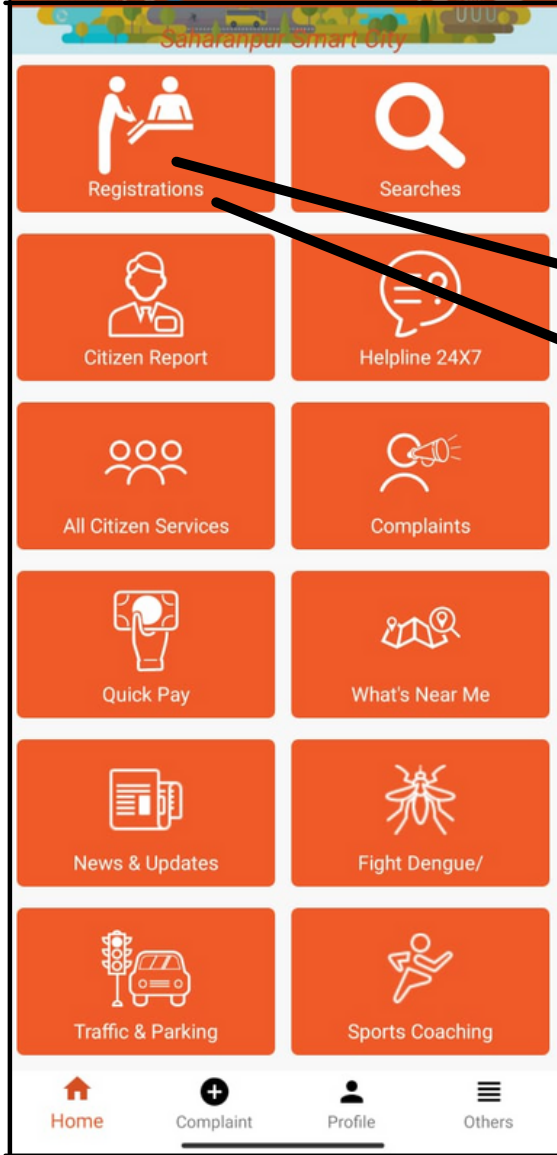 Saharanpur Smart City
Registrations
Searches
Citizen Report
Helpline 24X7
All Citizen Services
Complaints
Quick Pay
What's Near Me
News & Updates
Fight Dengue/
Traffic & Parking
Sports Coaching
Home
Complaint
Profile
Others